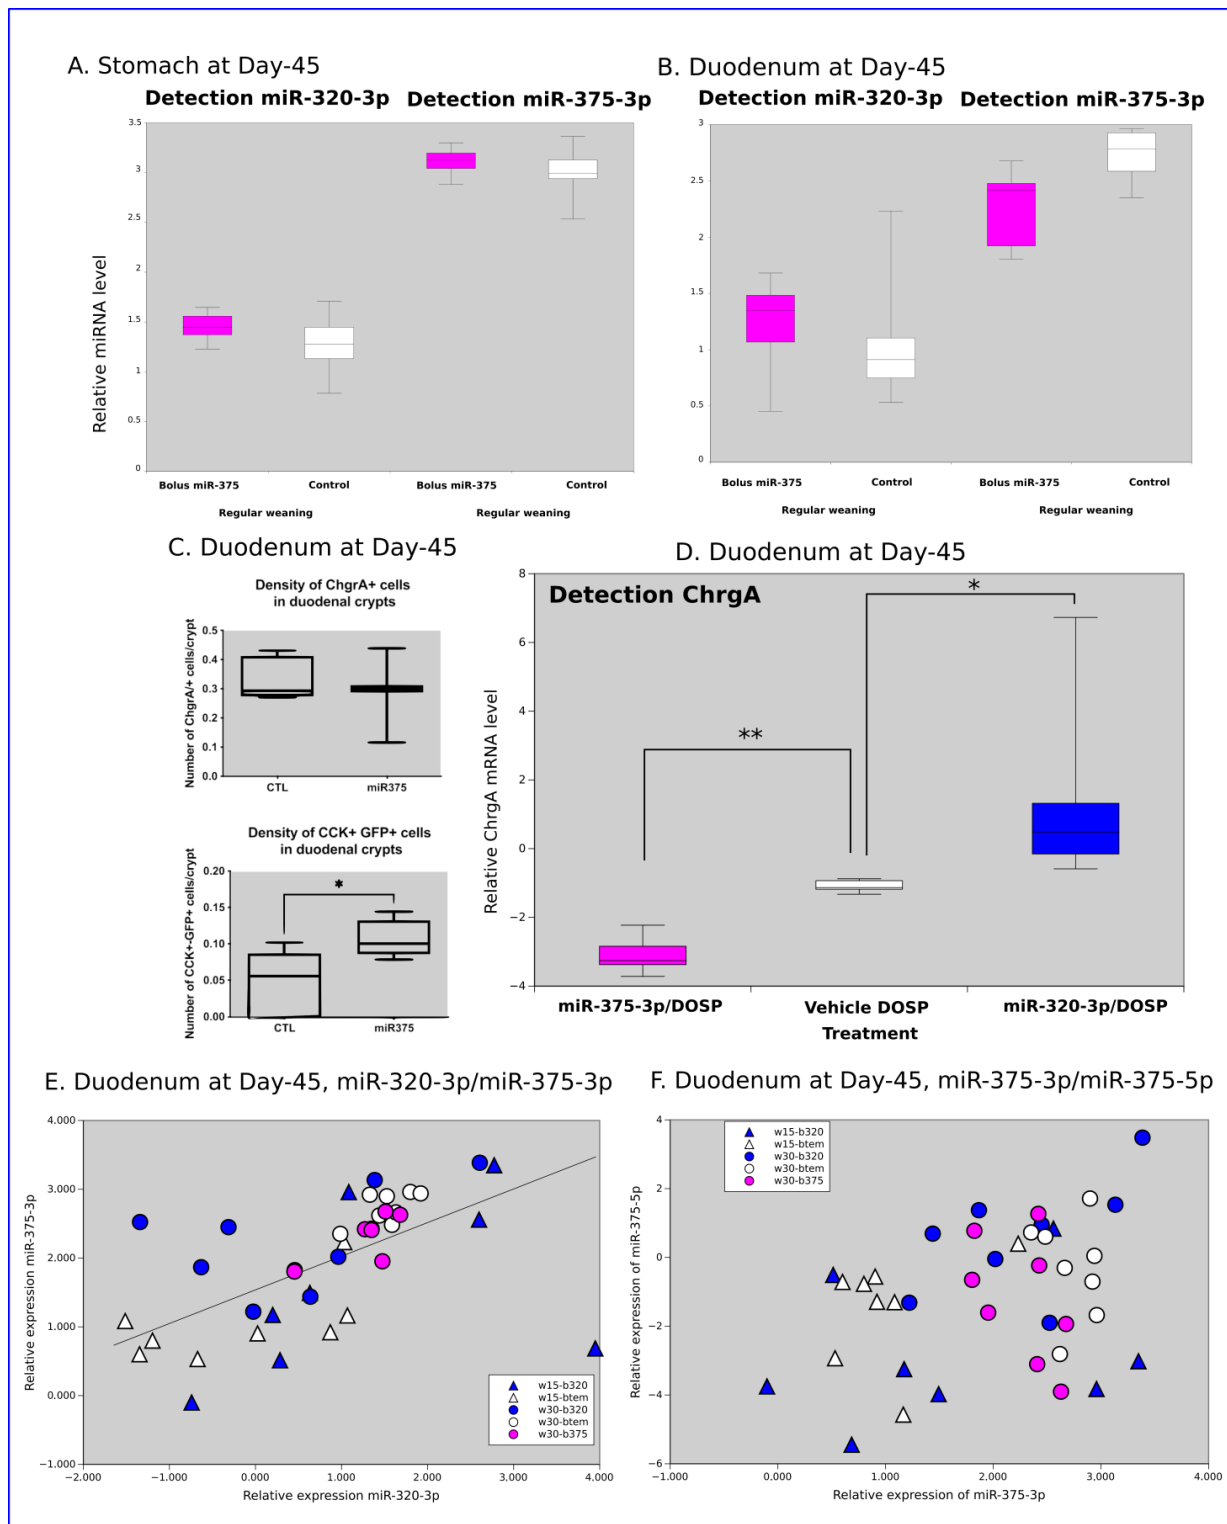 A. Stomach at Day-45
Detection miR-320-3p Detection miR-375-3p
3.5
3
2.5
2
1.5
1
0.5
0
Relative miRNA level
Bolus miR-375 Control Bolus miR-375 Control
Regular weaning Regular weaning
B. Duodenum at Day-45
Detection miR-320-3p Detection miR-375-3p
3
2.5
2
1.5
1
0.5
0
Bolus miR-375 Control Bolus miR-375 Control
Regular weaning Regular weaning
C. Duodenum at Day-45
Density of ChgrA+ cells
in duodenal crypts
Number of ChgrA/+ cells/crypt
0.5
0.4
0.3
0.2
0.1
0.0
CTL miR375
Density of CCK+ GFP+ cells
in duodenal crypts
Number of CCK+-GFP+ cells/crypt
0.20
0.15
0.10
0.05
0.00
*
CTL miR375
D. Duodenum at Day-45
Detection ChrgA
Relative ChrgA mRNA level
8
6
4
2
0
−2
−4
**
*
miR-375-3p/DOSP Vehicle DOSP miR-320-3p/DOSP
Treatment
E. Duodenum at Day-45, miR-320-3p/miR-375-3p
Relative expression miR-375-3p
4.000
3.000
2.000
1.000
0.000
−1.000
−2.000 0.000 1.000 2.000 3.000 4.000
Relative expression miR-320-3p
w15-b320
w15-btem
w30-b320
w30-btem
w30-b375
F. Duodenum at Day-45, miR-375-3p/miR-375-5p
Relative expression of miR-375-5p
4
2
0
−2
−4
−6
w15-b320
w15-btem
w30-b320
w30-btem
w30-b375
−1.000 0.000 1.000 2.000 3.000 4.000
Relative expression of miR-375-3p